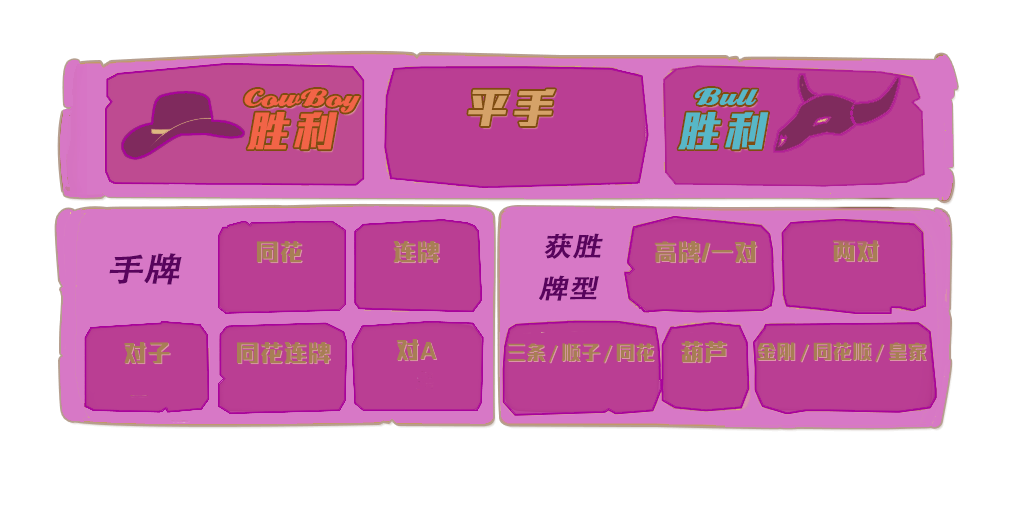 CowBoy
胜利
平手
Bull
胜利
手牌
同花
连牌
对子
同花连牌
对A
获胜
牌型
高牌/一对
两对
三条/顺子/同花
葫芦
金刚/同花顺/皇家